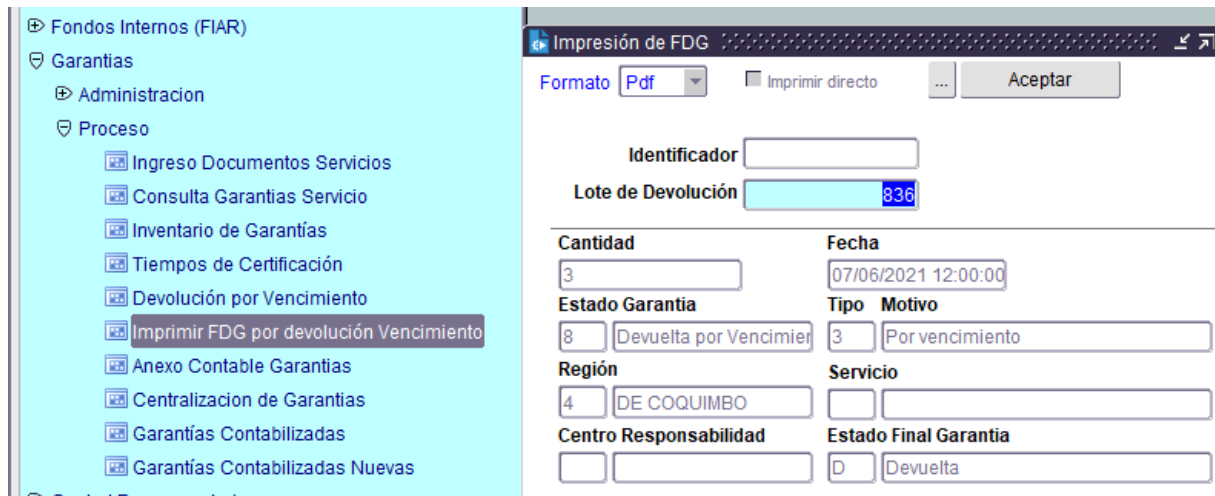 Fondos Internos (FIAR)
Garantias
Administracion
Proceso
Ingreso Documentos Servicios
Consulta Garantias Servicio
Inventario de Garantías
Tiempos de Certificación
Devolución por Vencimiento
Imprimir FDG por devolución Vencimiento
Anexo Contable Garantias
Centralizacion de Garantias
Garantías Contabilizadas
Garantías Contabilizadas Nuevas
Impresión de FDG
Formato Pdf Imprimir directo ... Aceptar
Identificador
Lote de Devolución 836
Cantidad Fecha
3 07/06/2021 12:00:00
Estado Garantia Tipo Motivo
8 Devuelta por Vencimier 3 Por vencimiento
Región Servicio
4 DE COQUIMBO
Centro Responsabilidad Estado Final Garantia
D Devuelta